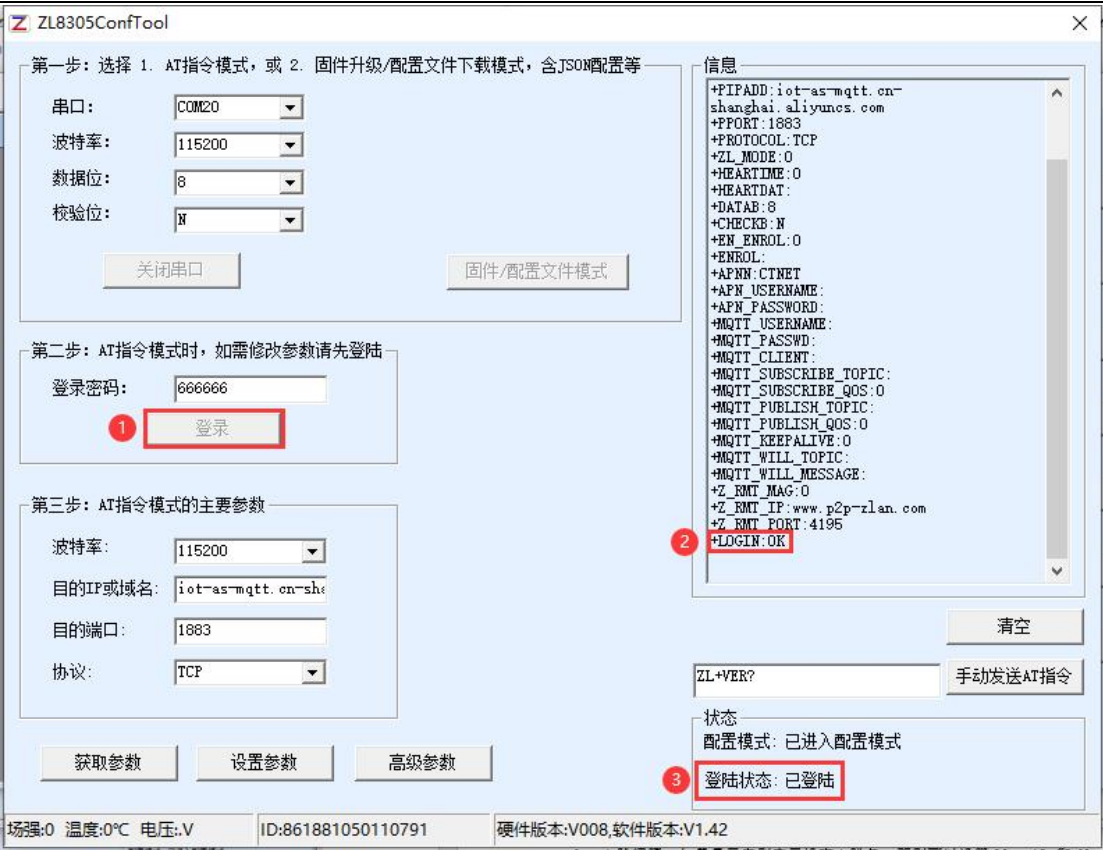 ZL8305ConfTool
第一步：选择 1. AT指令模式，或 2. 固件升级/配置文件下载模式，含JSON配置等
串口： COM20
波特率： 115200
数据位： 8
校验位： N
关闭串口 固件/配置文件模式
第二步：AT指令模式时，如需修改参数请先登陆
登录密码： 666666
1 登录
第三步：AT指令模式的主要参数
波特率： 115200
目的IP或域名： iot-as-mqtt.cn-sha
目的端口： 1883
协议： TCP
获取参数 设置参数 高级参数
信息
+PIPADD:iot-as-mqtt.cn-
shanghai.aliyuncs.com
+PPORT:1883
+PROTOCOL:TCP
+ZL_MODE:0
+HEARTIME:0
+HEARTDAT:
+DATAB:8
+CHECKB:N
+EN_ENROL:0
+ENROL:
+APNN:CTNET
+APN_USERNAME:
+APN_PASSWORD:
+MQTT_USERNAME:
+MQTT_PASSWD:
+MQTT_CLIENT:
+MQTT_SUBSCRIBE_TOPIC:
+MQTT_SUBSCRIBE_QOS:0
+MQTT_PUBLISH_TOPIC:
+MQTT_PUBLISH_QOS:0
+MQTT_KEEPALIVE:0
+MQTT_WILL_TOPIC:
+MQTT_WILL_MESSAGE:
+Z_RMT_MAG:0
+Z_RMT_IP:www.p2p-zlan.com
+Z_RMT_PORT:4195
2 +LOGIN:OK
清空
ZL+VER? 手动发送AT指令
状态
配置模式：已进入配置模式
3 登陆状态：已登陆
场强:0 温度:0℃ 电压:.V ID:861881050110791 硬件版本:V008,软件版本:V1.42